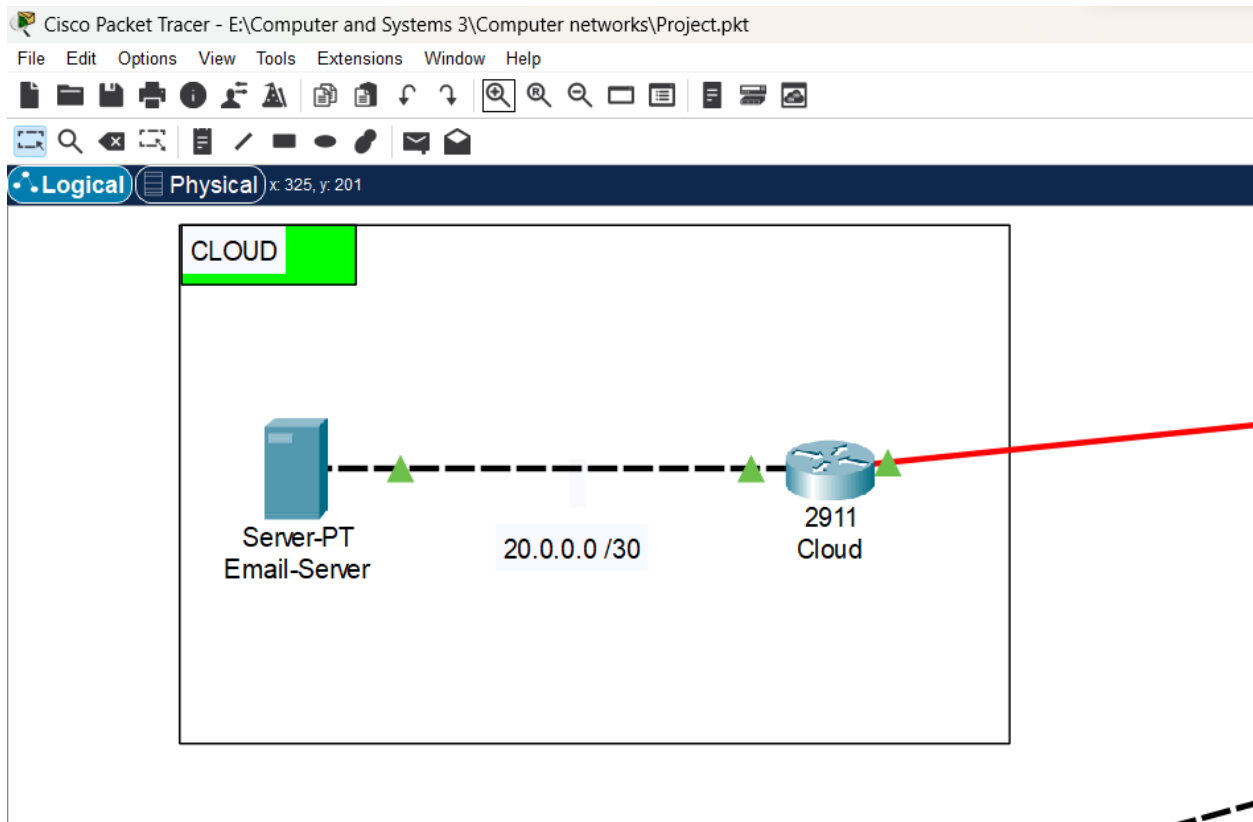 Cisco Packet Tracer - E:\Computer and Systems 3\Computer networks\Project.pkt
File Edit Options View Tools Extensions Window Help
Logical Physical x: 325, y: 201
CLOUD
Server-PT
Email-Server
20.0.0.0 /30
2911
Cloud